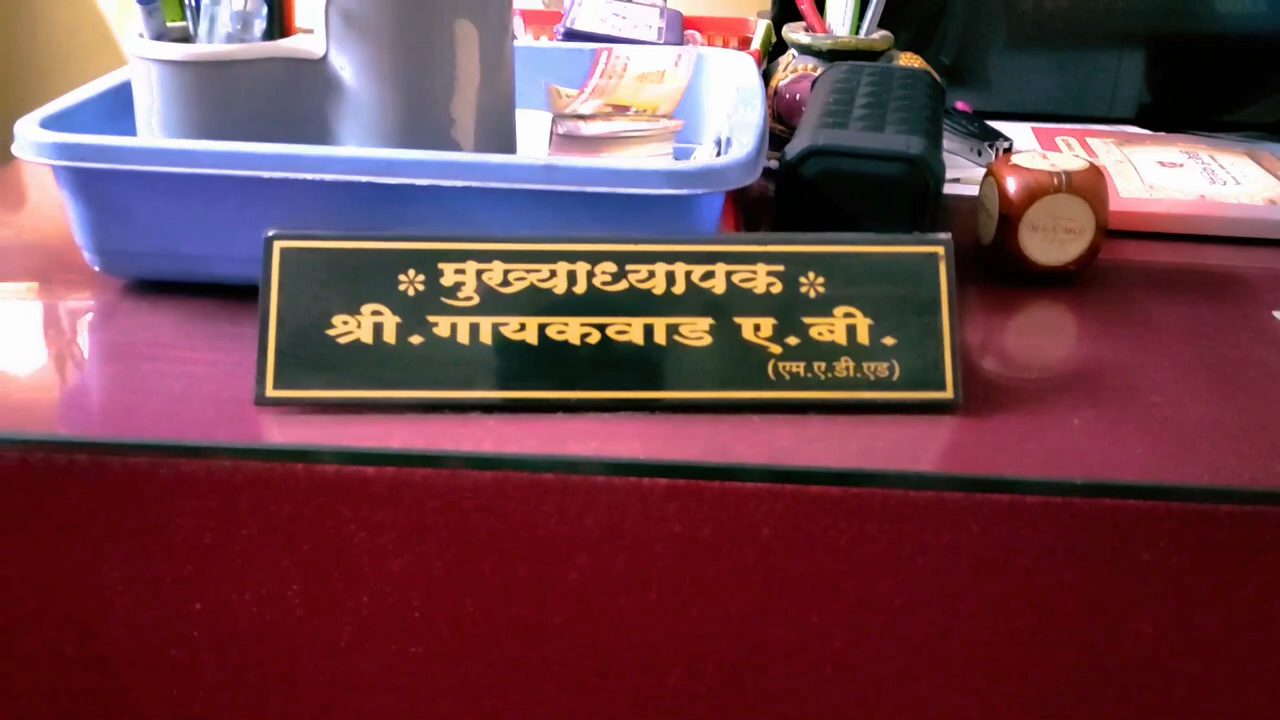 * मुख्याध्यापक *
श्री.गायकवाड ए.बी.
(एम.ए.डी.एड)